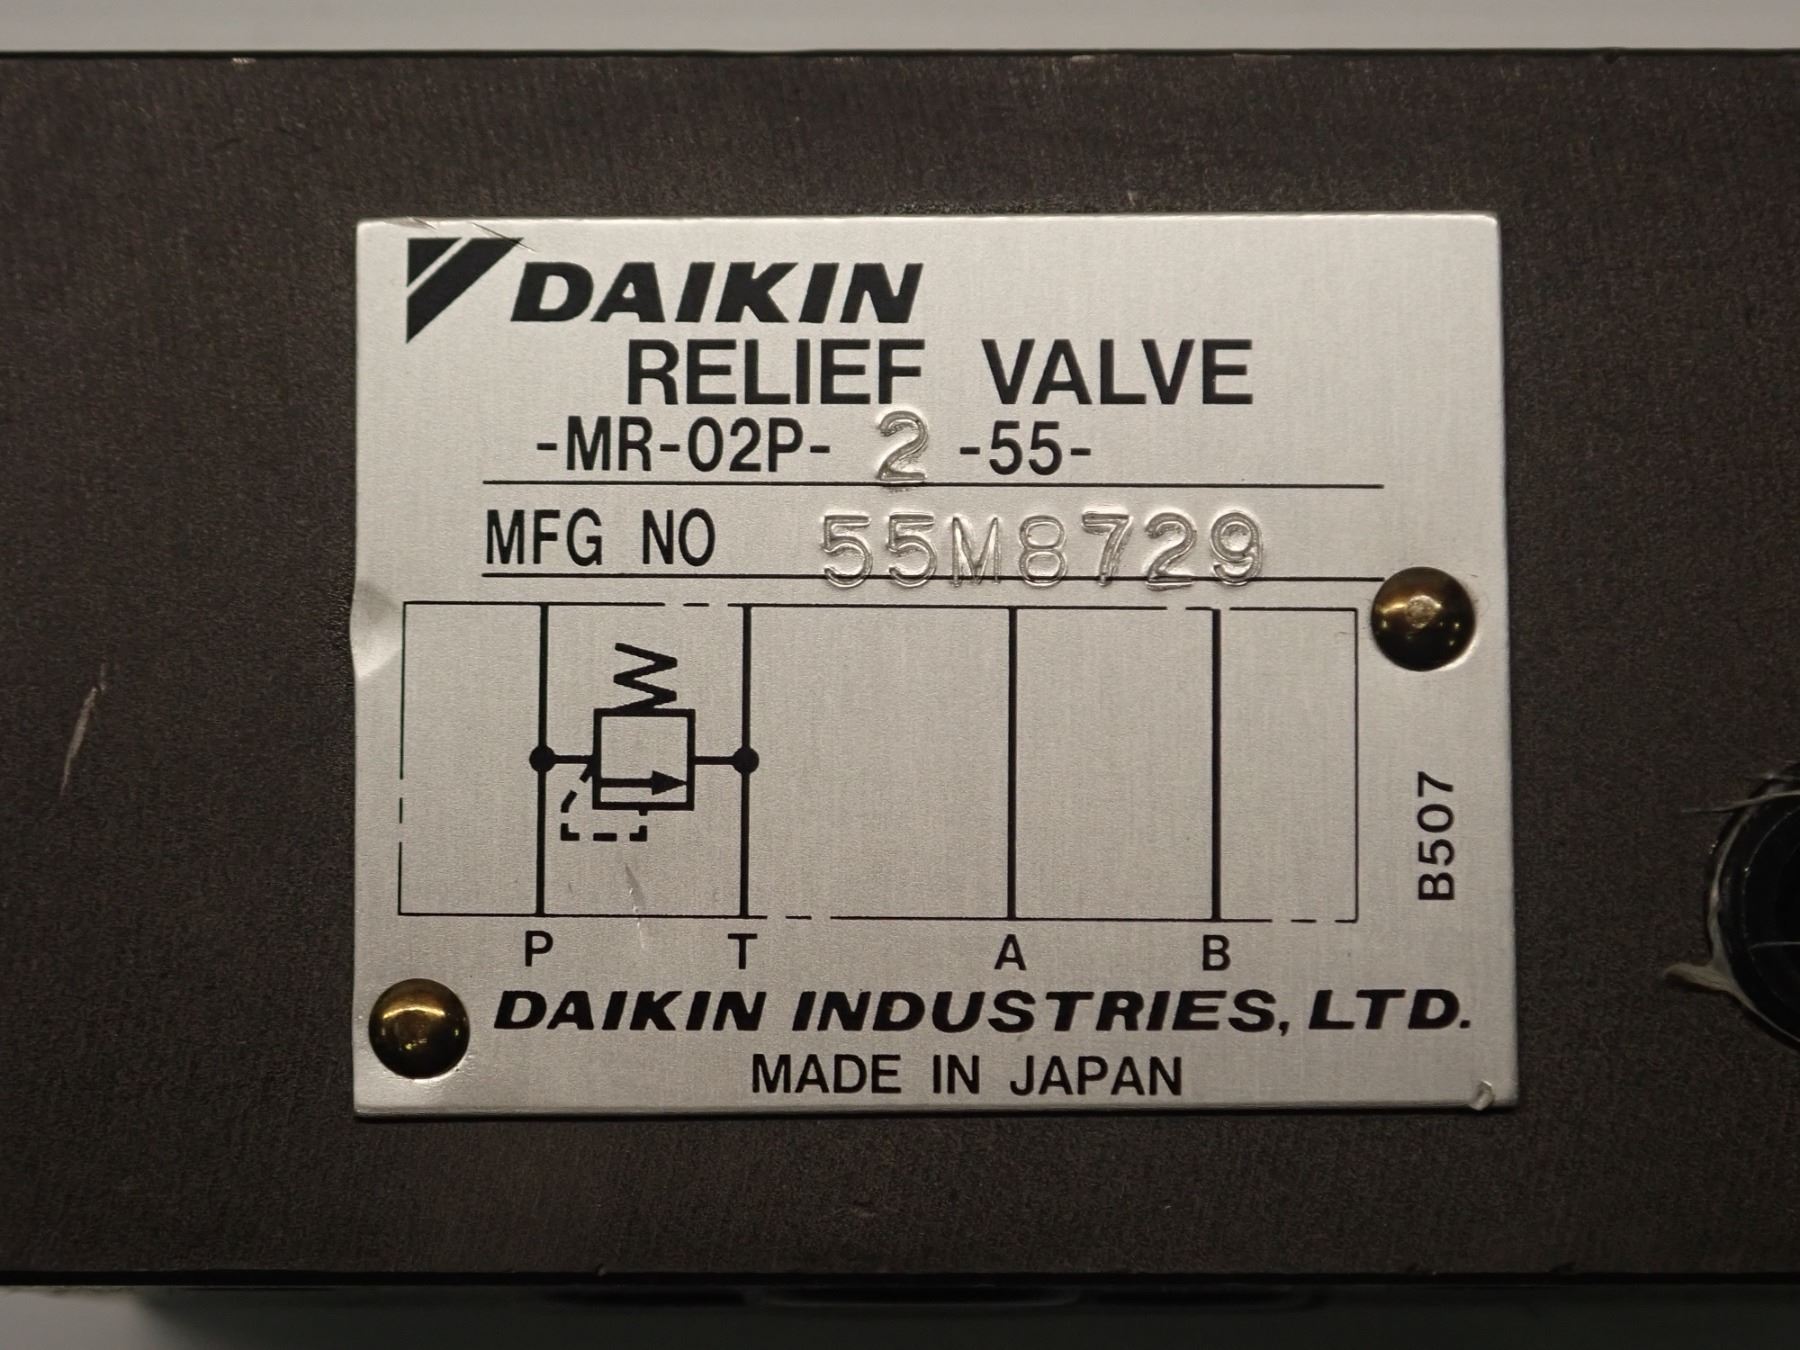 DAIKIN
RELIEF VALVE
-MR-02P- 2 -55-
MFG NO 55M8729
B507
P T A B
DAIKIN INDUSTRIES, LTD.
MADE IN JAPAN